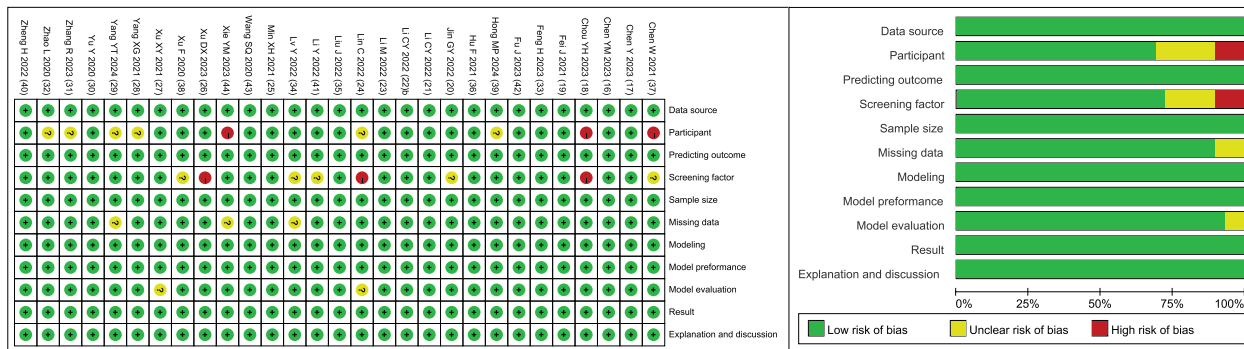 Zheng H 2022 (40)
Zhao L 2020 (32)
Zhang R 2023 (31)
Yu Y 2020 (30)
Yang YT 2024 (29)
Yang XG 2021 (28)
Xu XY 2021 (27)
Xu F 2020 (38)
Xu DX 2023 (26)
Xie YM 2023 (44)
Wang SQ 2020 (43)
Min XH 2021 (25)
Lv Y 2022 (34)
Li Y 2022 (41)
Liu J 2022 (35)
Lin C 2022 (24)
Li M 2022 (23)
Li CY 2022 (22)b
Li CY 2022 (21)
Jin GY 2022 (20)
Hu F 2021 (36)
Hong MP 2024 (39)
Fu J 2023 (42)
Feng H 2022 (33)
Fei J 2021 (19)
Chou YH 2023 (18)
Chen YM 2023 (16)
Chen Y 2023 (17)
Chen W 2021 (37)
Data source
Participant
Predicting outcome
Screening factor
Sample size
Missing data
Modeling
Model preformance
Model evaluation
Result
Explanation and discussion
Data source
Participant
Predicting outcome
Screening factor
Sample size
Missing data
Modeling
Model preformance
Model evaluation
Result
Explanation and discussion
0% 25% 50% 75% 100%
Low risk of bias Unclear risk of bias High risk of bias